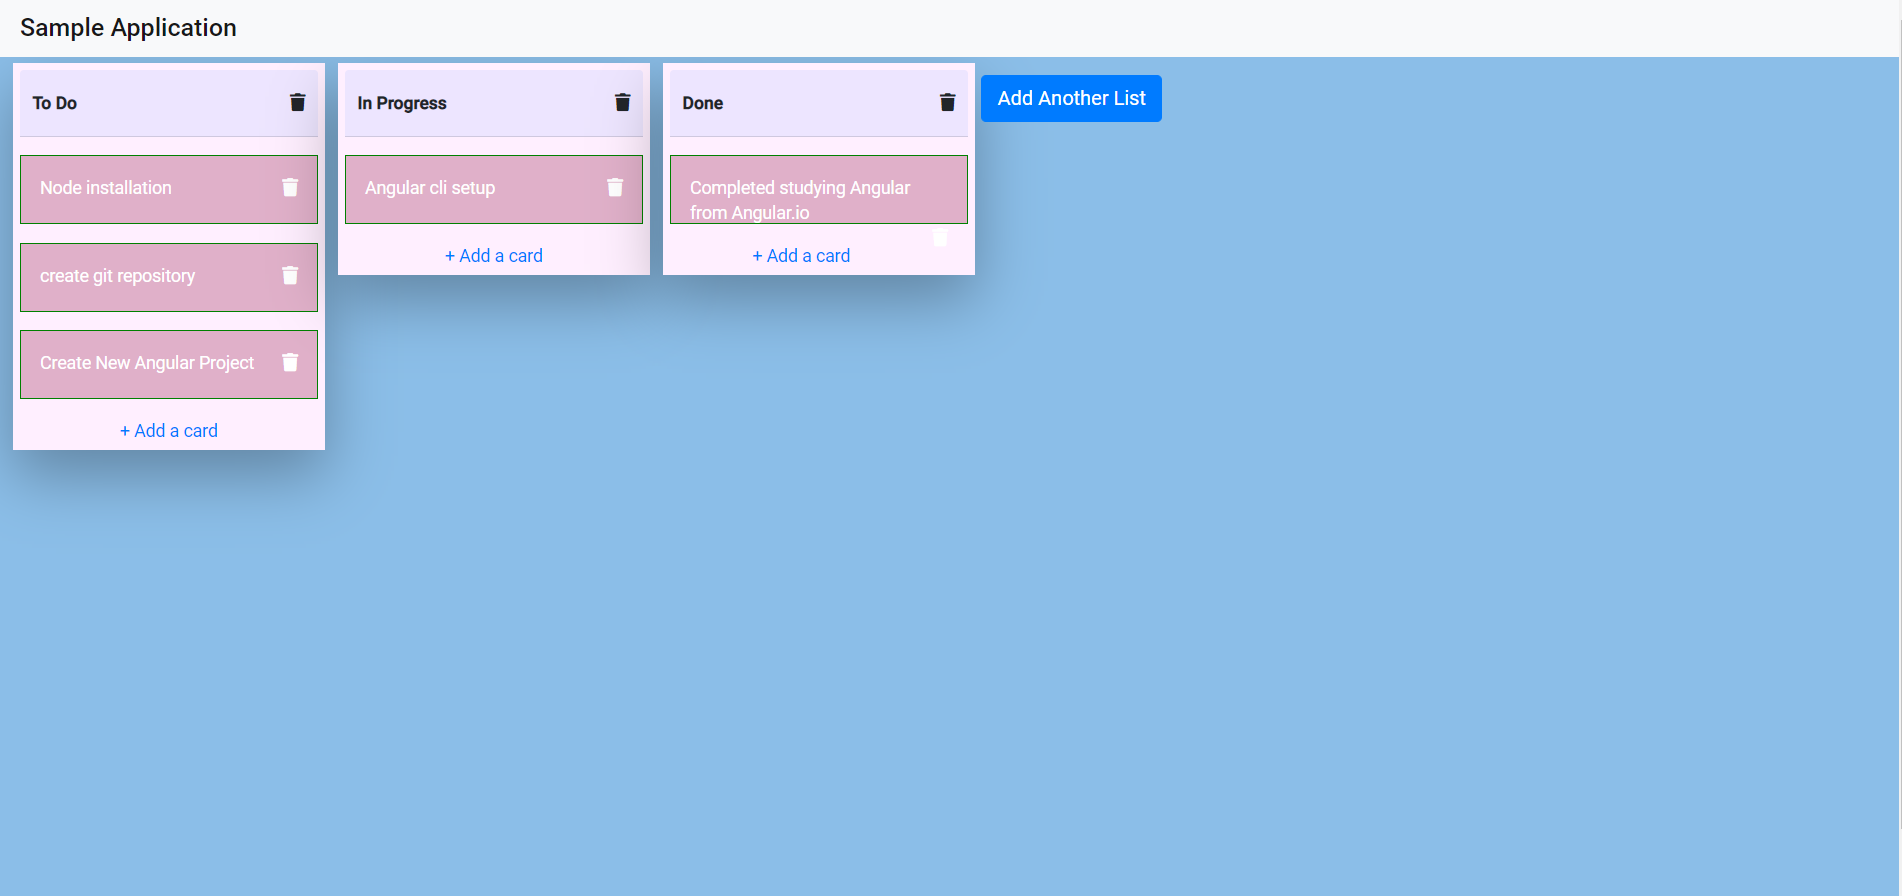 Sample Application
To Do
Node installation
create git repository
Create New Angular Project
+ Add a card
In Progress
Angular cli setup
+ Add a card
Done
Completed studying Angular
from Angular.io
+ Add a card
Add Another List